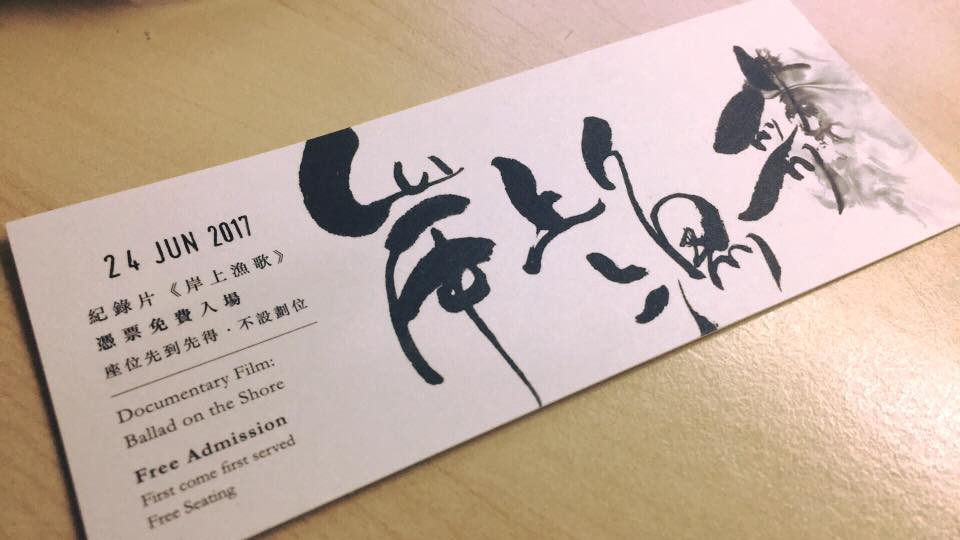 24 JUN 2017
紀錄片《岸上漁歌》
憑票免費入場
座位先到先得・不設劃位
Documentary Film:
Ballad on the Shore
Free Admission
First come first served
Free Seating
岸上漁歌